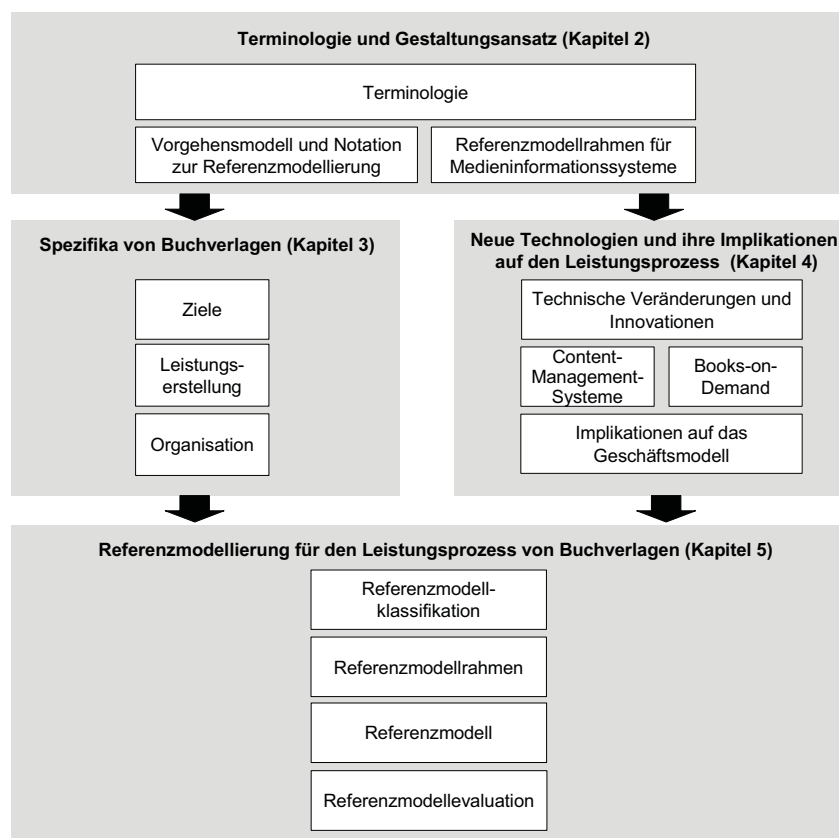 Terminologie und Gestaltungsansatz (Kapitel 2)
Terminologie
Vorgehensmodell und Notation
zur Referenzmodellierung
Referenzmodellrahmen für
Medieninformationssysteme
Spezifika von Buchverlagen (Kapitel 3)
Ziele
Leistungs-
erstellung
Organisation
Neue Technologien und ihre Implikationen
auf den Leistungsprozess (Kapitel 4)
Technische Veränderungen und
Innovationen
Content-
Management-
Systeme
Books-on-
Demand
Implikationen auf das
Geschäftsmodell
Referenzmodellierung für den Leistungsprozess von Buchverlagen (Kapitel 5)
Referenzmodell-
klassifikation
Referenzmodellrahmen
Referenzmodell
Referenzmodellevaluation